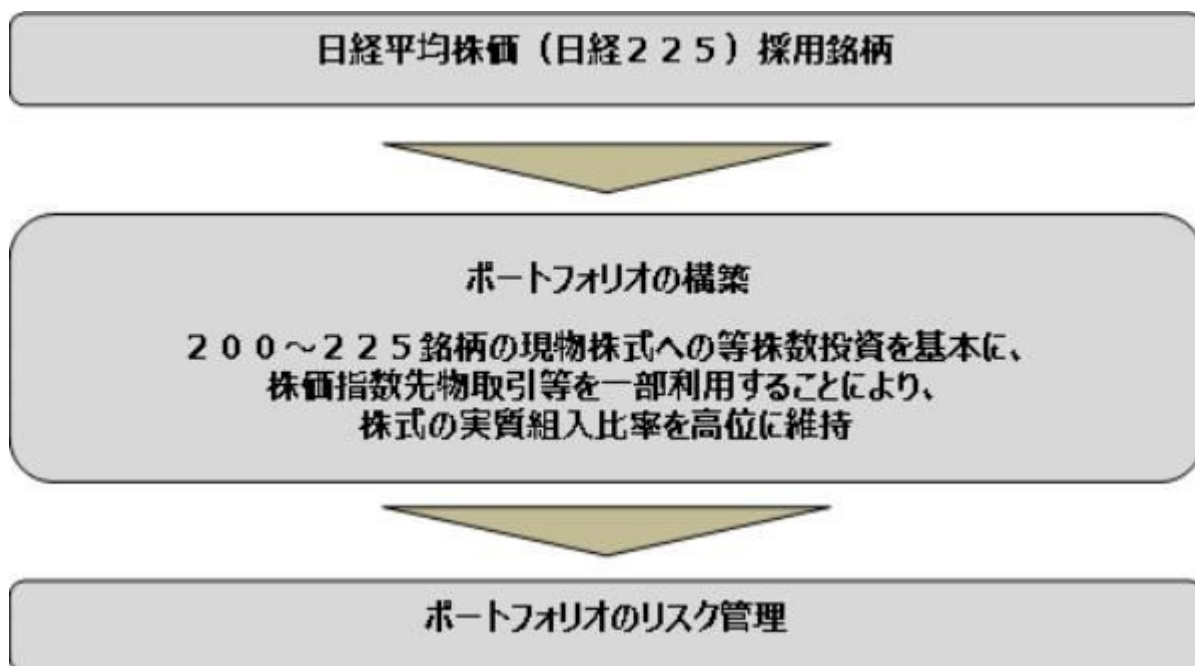 日経平均株価（日経２２５）採用銘柄
ポートフォリオの構築
２００～２２５銘柄の現物株式への等株数投資を基本に、
株価指数先物取引等を一部利用することにより、
株式の実質組入比率を高位に維持
ポートフォリオのリスク管理